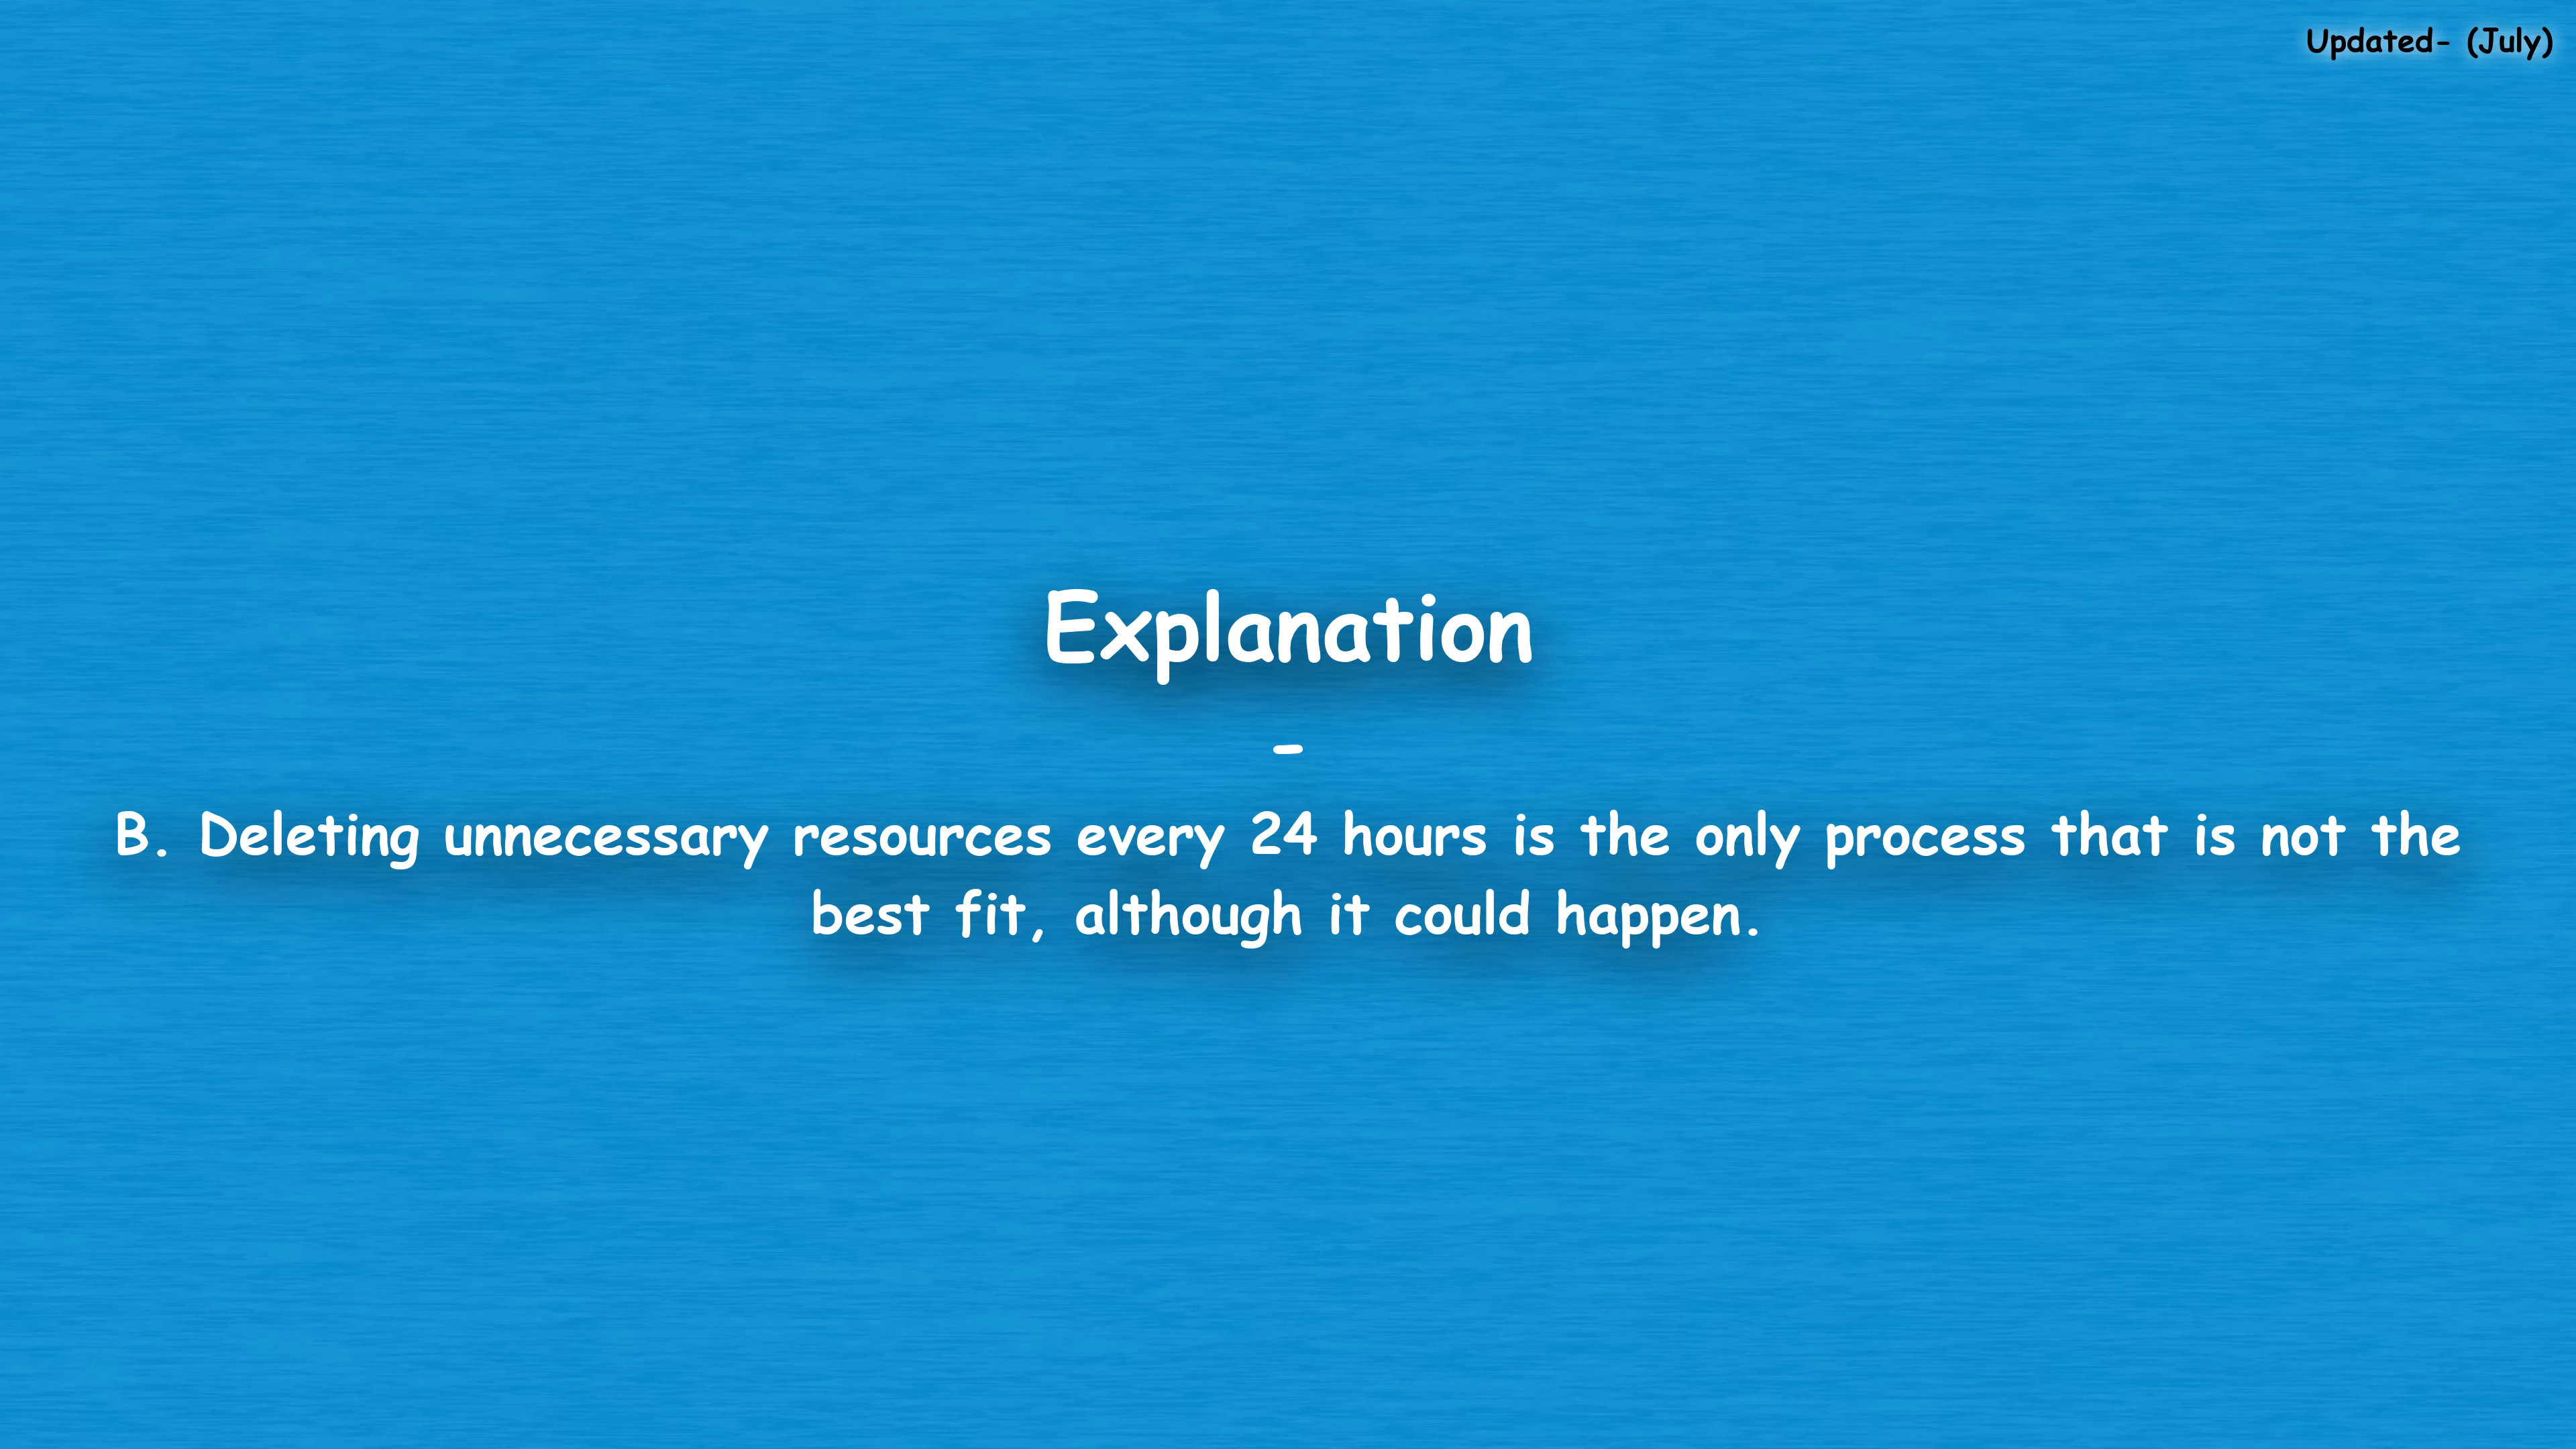 Updated- (July)
Explanation
-
B. Deleting unnecessary resources every 24 hours is the only process that is not the
best fit, although it could happen.